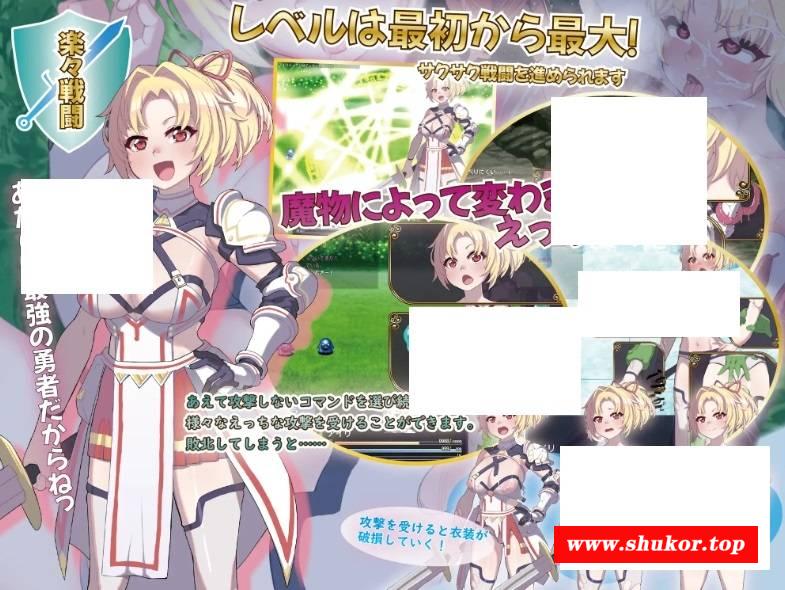 楽々戦闘
レベルは最初から最大!
サクサク戦闘を進められます
魔物によって変わ
えっ
最強の勇者だからねっ
あえて攻撃しないコマンドを選び続
様々なえっちな攻撃を受けることができます。
敗北してしまうと……
攻撃を受けると衣装が
破損していく！
www.shukor.top